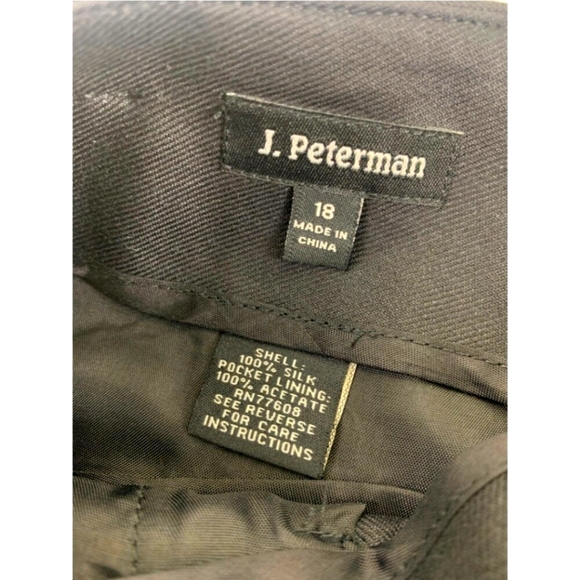 J. Peterman
18
MADE IN
CHINA
SHELL:
100% SILK
POCKET LINING:
100% ACETATE
RN77608
SEE REVERSE
FOR CARE
INSTRUCTIONS